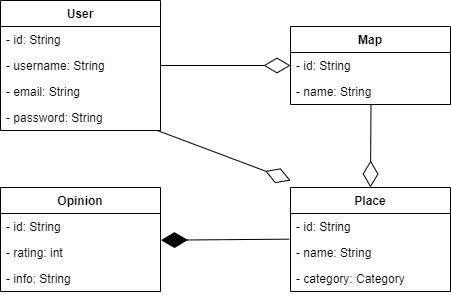 User
- id: String
- username: String
- email: String
- password: String
Map
- id: String
- name: String
Opinion
- id: String
- rating: int
- info: String
Place
- id: String
- name: String
- category: Category